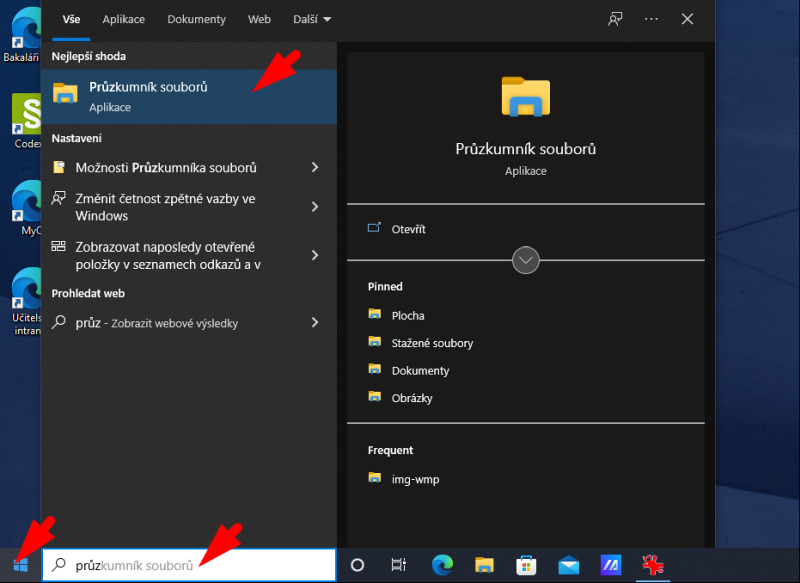 Vše Aplikace Dokumenty Web Další
Bakaláři
Nejlepší shoda
Průzkumník souborů
Aplikace
Průzkumník souborů
Aplikace
Code
Nastavení
Možnosti Průzkumníka souborů
Změnit četnost zpětné vazby ve
Windows
MyC
Zobrazovat naposledy otevřené
položky v seznamech odkazů a v
Otevřít
Prohledat web
Učitels
intran
průz - Zobrazit webové výsledky
Pinned
Plocha
Stažené soubory
Dokumenty
Obrázky
Frequent
img-wmp
průzkumník souborů